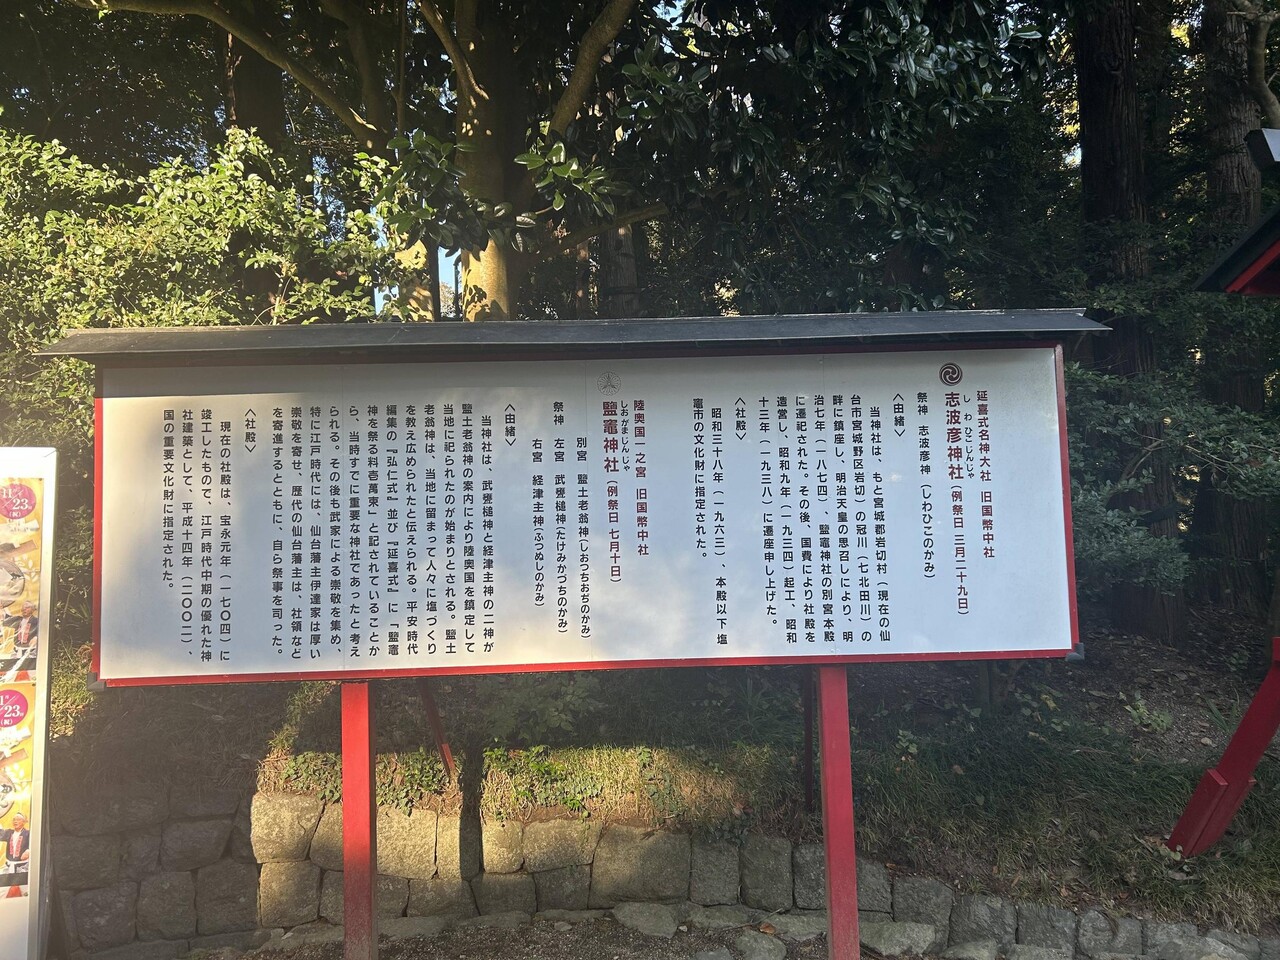 延喜式名神大社　旧国幣中社
しわひこじんじゃ
志波彦神社（例祭日 三月二十九日）
祭神　志波彦神（しわひこのかみ）
〈由緒〉
当神社は、もと宮城郡岩切村（現在の仙
台市宮城野区岩切）の冠川（七北田川）の
畔に鎮座し、明治天皇の思召しにより、明
治七年（一八七四）、鹽竈神社の別宮本殿
に遷祀された。その後、国費により社殿を
造営し、昭和九年（一九三四）起工、昭和
十三年（一九三八）に遷座申し上げた。
〈社殿〉
昭和三十八年（一九六三）、本殿以下塩
竈市の文化財に指定された。
陸奥国一之宮　旧国幣中社
しおがまじんじゃ
鹽竈神社（例祭日 七月十日）
別宮　鹽土老翁神（しおつちおぢのかみ）
祭神　左宮　武甕槌神（たけみかづちのかみ）
右宮　経津主神（ふつぬしのかみ）
〈由緒〉
当神社は、武甕槌神と経津主神の二神が
鹽土老翁神の案内により陸奥国を鎮定して
当地に祀られたのが始まりとされる。鹽土
老翁神は、当地に留まって人々に塩づくり
を教え広められたと伝えられる。平安時代
編集の『弘仁式』並び『延喜式』に「鹽竈
神を祭る料壱萬束」と記されていることか
ら、当時すでに重要な神社であったと考え
られる。その後も武家による崇敬を集め、
特に江戸時代には、仙台藩主伊達家は厚い
崇敬を寄せ、歴代の仙台藩主は、社領など
を寄進するとともに、自ら祭事を司った。
〈社殿〉
現在の社殿は、宝永元年（一七〇四）に
竣工したもので、江戸時代中期の優れた神
社建築として、平成十四年（二〇〇二）、
国の重要文化財に指定された。
11/23
(祝)
23
(祝)